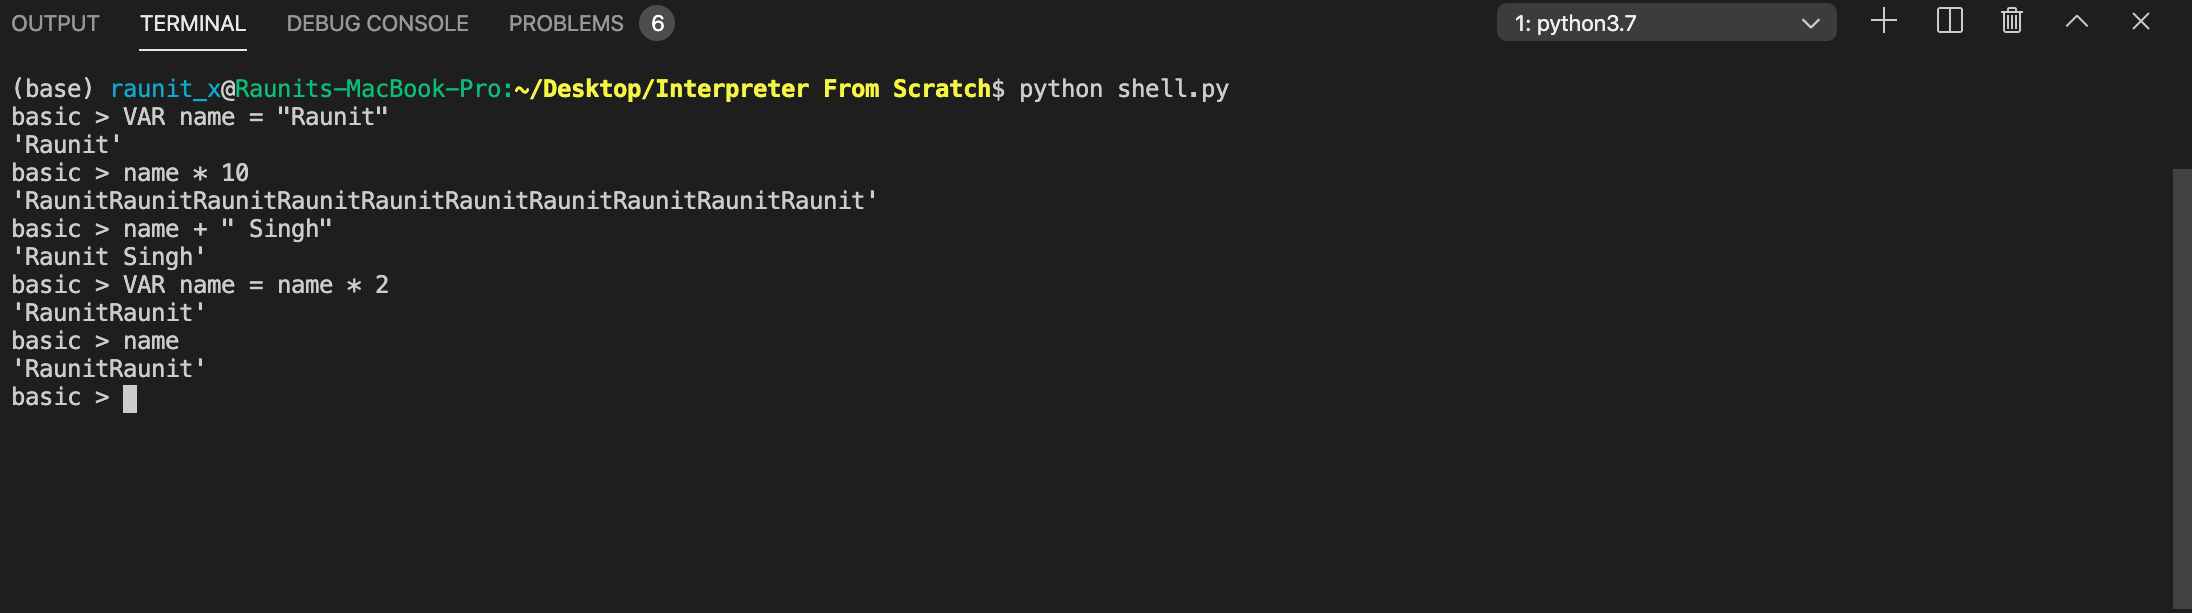 OUTPUT TERMINAL DEBUG CONSOLE PROBLEMS 6 1: python3.7
(base) raunit_x@Raunits-MacBook-Pro:~/Desktop/Interpreter From Scratch$ python shell.py
basic > VAR name = "Raunit"
'Raunit'
basic > name * 10
'RaunitRaunitRaunitRaunitRaunitRaunitRaunitRaunitRaunitRaunit'
basic > name + " Singh"
'Raunit Singh'
basic > VAR name = name * 2
'RaunitRaunit'
basic > name
'RaunitRaunit'
basic >